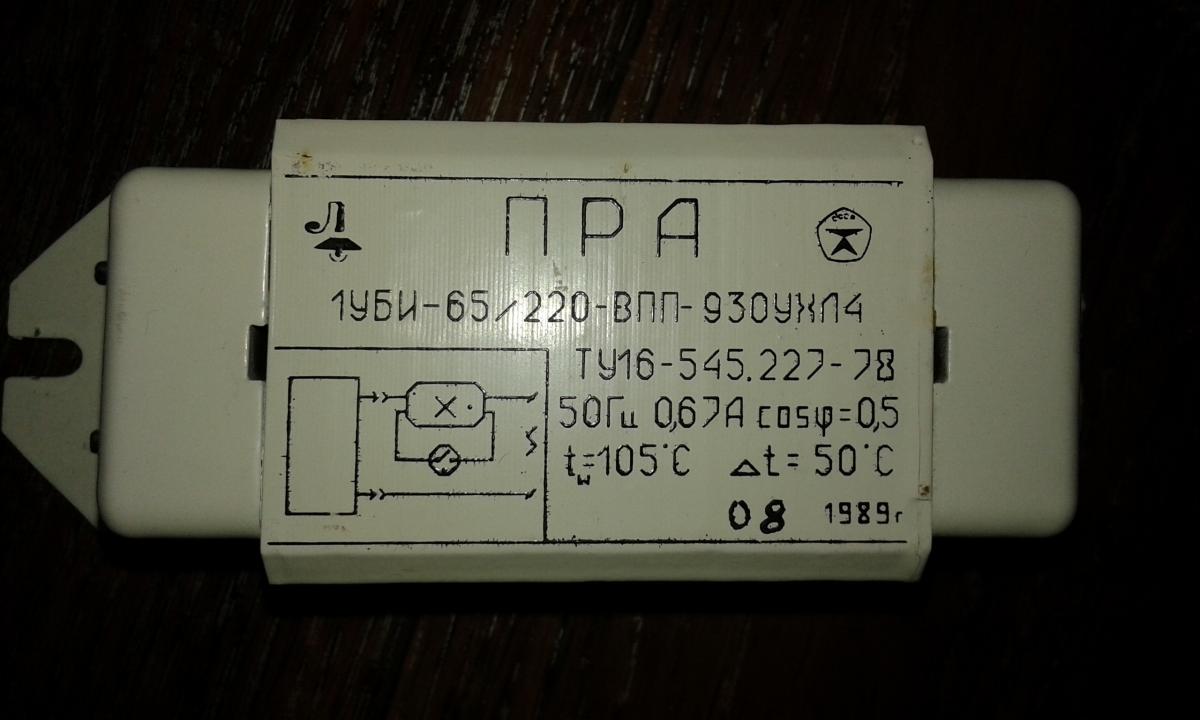 Л
ПРА
СССР
1УБИ-65/220-ВПП-930УХЛ4
ТУ16-545.227-78
50Гц 0,67А cosφ=0,5
tw=105°С Δt=50°С
08 1989г